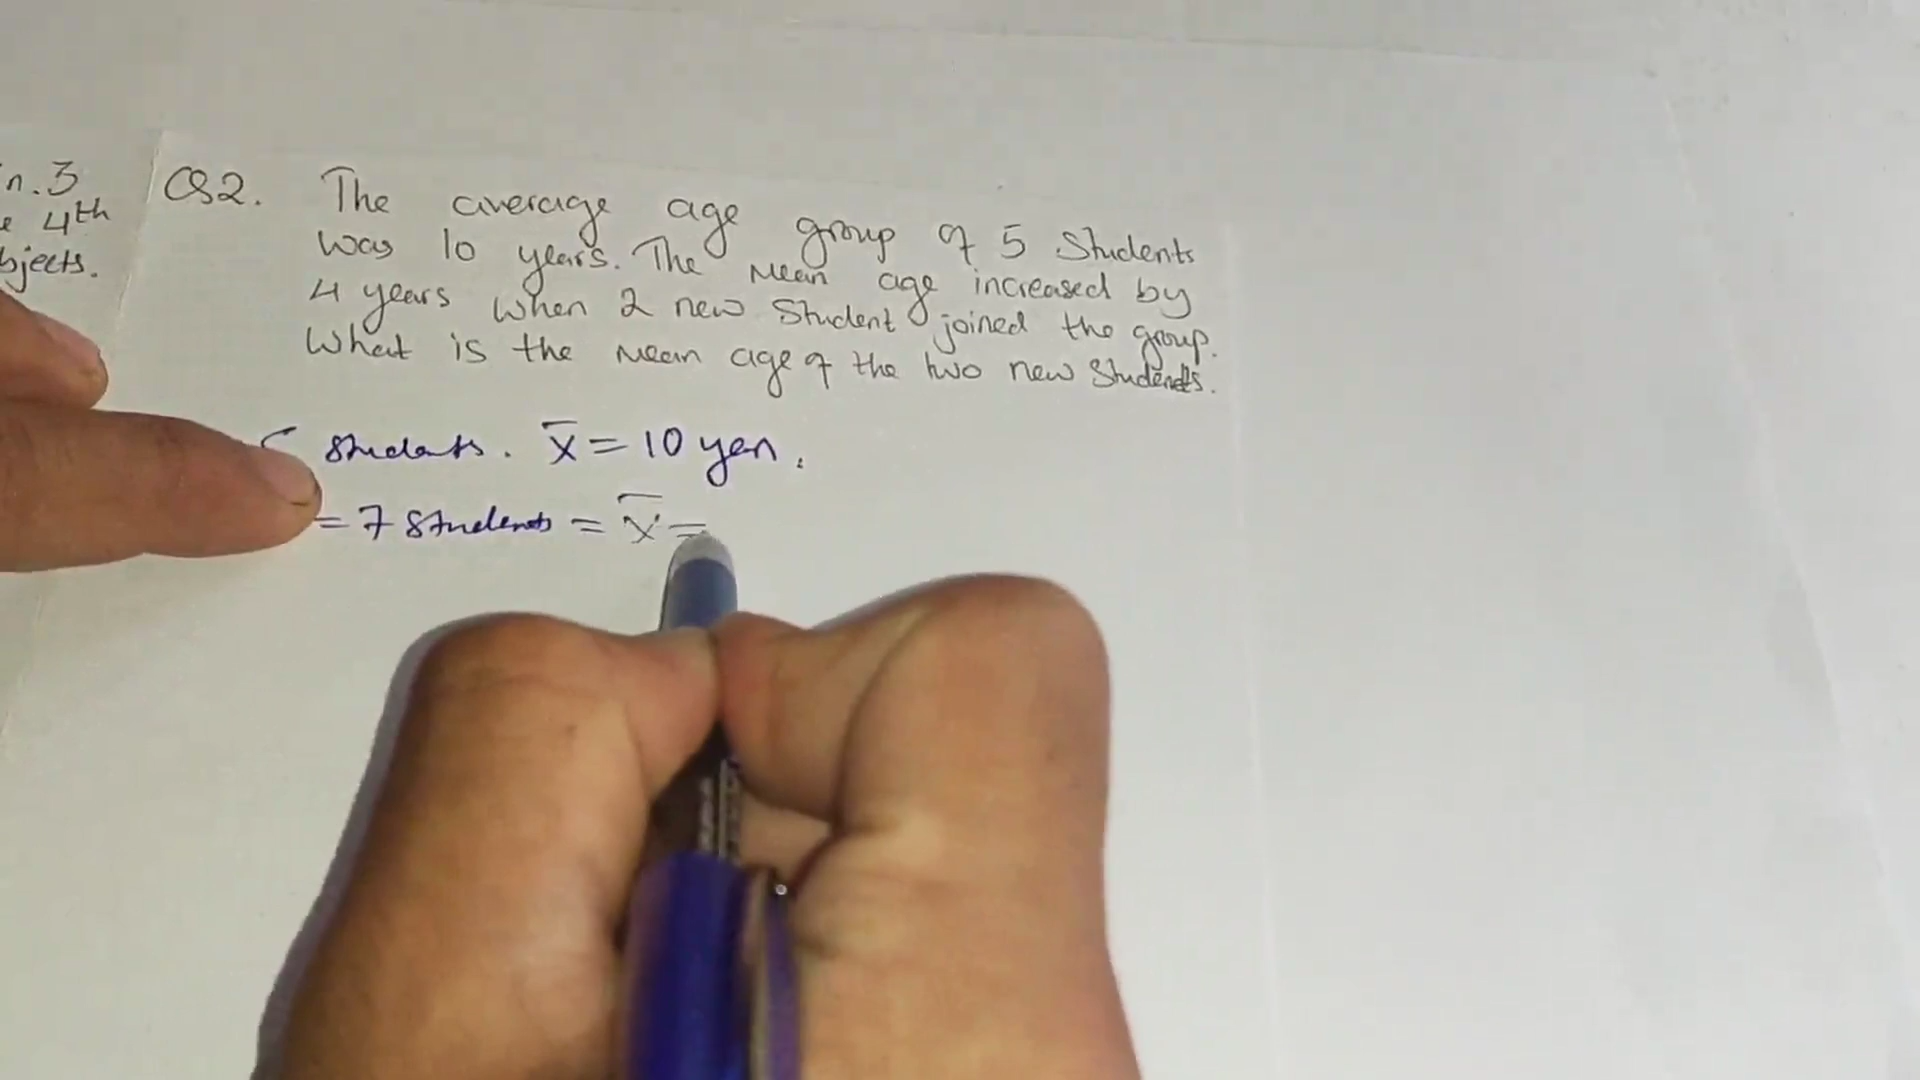 n.3
4th
bjects.
Q2. The average age group of 5 Students
was 10 years. The Mean age increased by
4 years when 2 new Student joined the group.
What is the Mean age of the two new Students.
students. x̄ = 10 year.
= 7 Students = x̄ =